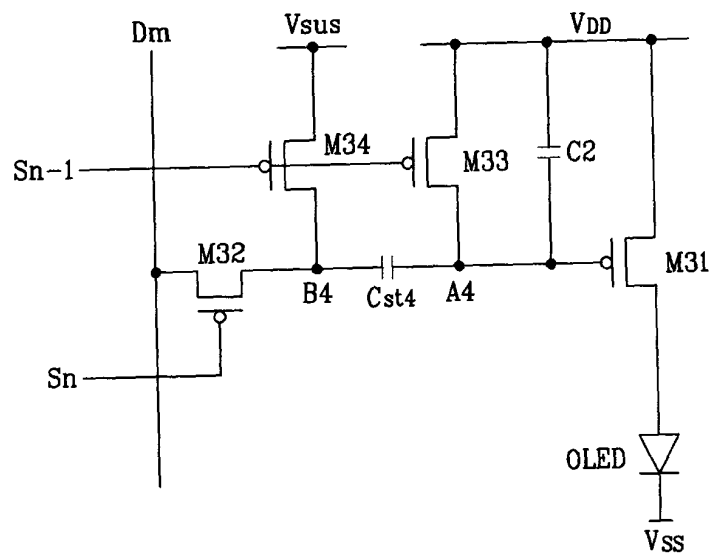 Dm
Vsus
VDD
Sn-1
M34
M33
C2
M32
M31
B4
Cst4
A4
Sn
OLED
VSS